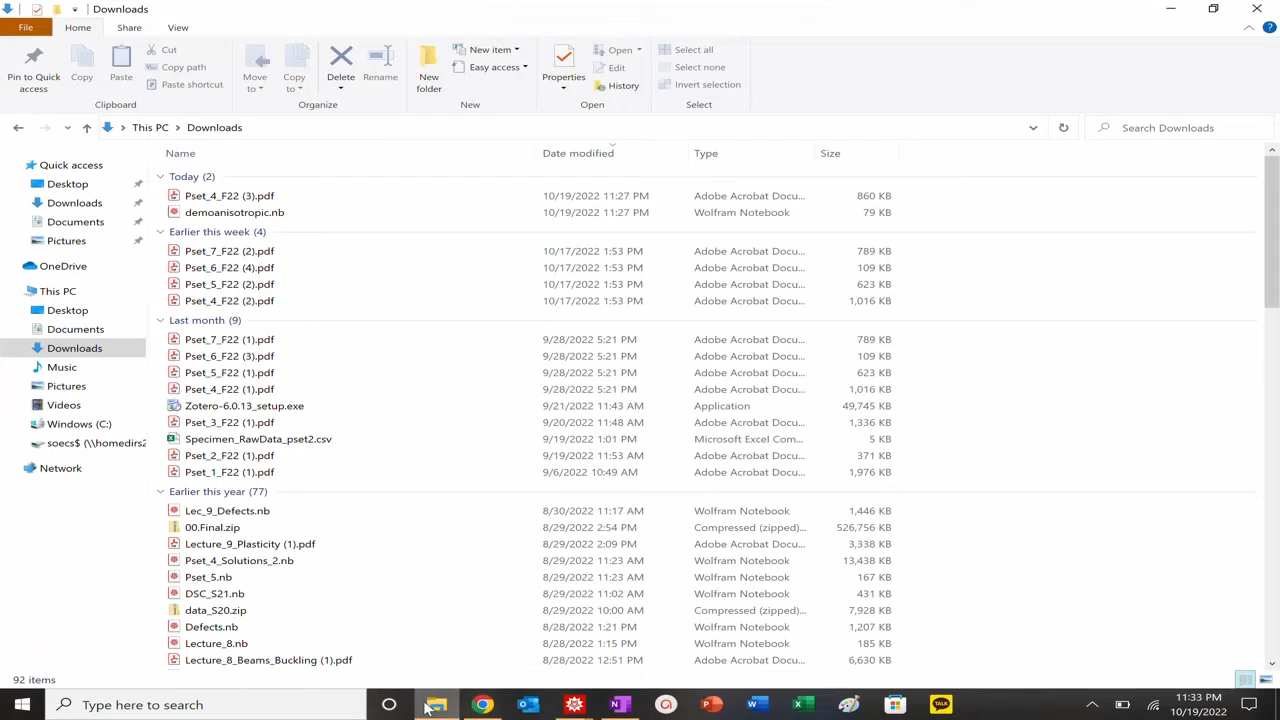 Downloads
File Home Share View
Pin to Quick access
Copy
Paste
Cut
Copy path
Paste shortcut
Clipboard
Move to
Copy to
Delete
Rename
Organize
New folder
New item
Easy access
New
Properties
Open
Edit
History
Open
Select all
Select none
Invert selection
Select
This PC Downloads
Search Downloads
Quick access
Desktop
Downloads
Documents
Pictures
OneDrive
This PC
Desktop
Documents
Downloads
Music
Pictures
Videos
Windows (C:)
soecs$ (\\homedirs2
Network
Name Date modified Type Size
Today (2)
Pset_4_F22 (3).pdf 10/19/2022 11:27 PM Adobe Acrobat Docu... 860 KB
demoanisotropic.nb 10/19/2022 11:27 PM Wolfram Notebook 79 KB
Earlier this week (4)
Pset_7_F22 (2).pdf 10/17/2022 1:53 PM Adobe Acrobat Docu... 789 KB
Pset_6_F22 (4).pdf 10/17/2022 1:53 PM Adobe Acrobat Docu... 109 KB
Pset_5_F22 (2).pdf 10/17/2022 1:53 PM Adobe Acrobat Docu... 623 KB
Pset_4_F22 (2).pdf 10/17/2022 1:53 PM Adobe Acrobat Docu... 1,016 KB
Last month (9)
Pset_7_F22 (1).pdf 9/28/2022 5:21 PM Adobe Acrobat Docu... 789 KB
Pset_6_F22 (3).pdf 9/28/2022 5:21 PM Adobe Acrobat Docu... 109 KB
Pset_5_F22 (1).pdf 9/28/2022 5:21 PM Adobe Acrobat Docu... 623 KB
Pset_4_F22 (1).pdf 9/28/2022 5:21 PM Adobe Acrobat Docu... 1,016 KB
Zotero-6.0.13_setup.exe 9/21/2022 11:43 AM Application 49,745 KB
Pset_3_F22 (1).pdf 9/20/2022 11:48 AM Adobe Acrobat Docu... 1,336 KB
Specimen_RawData_pset2.csv 9/19/2022 1:01 PM Microsoft Excel Com... 5 KB
Pset_2_F22 (1).pdf 9/19/2022 11:53 AM Adobe Acrobat Docu... 371 KB
Pset_1_F22 (1).pdf 9/6/2022 10:49 AM Adobe Acrobat Docu... 1,976 KB
Earlier this year (77)
Lec_9_Defects.nb 8/30/2022 11:17 AM Wolfram Notebook 1,446 KB
00.Final.zip 8/29/2022 2:54 PM Compressed (zipped)... 526,756 KB
Lecture_9_Plasticity (1).pdf 8/29/2022 2:09 PM Adobe Acrobat Docu... 3,338 KB
Pset_4_Solutions_2.nb 8/29/2022 11:23 AM Wolfram Notebook 13,438 KB
Pset_5.nb 8/29/2022 11:23 AM Wolfram Notebook 167 KB
DSC_S21.nb 8/29/2022 11:02 AM Wolfram Notebook 431 KB
data_S20.zip 8/29/2022 10:00 AM Compressed (zipped)... 7,928 KB
Defects.nb 8/28/2022 1:21 PM Wolfram Notebook 1,207 KB
Lecture_8.nb 8/28/2022 1:15 PM Wolfram Notebook 185 KB
Lecture_8_Beams_Buckling (1).pdf 8/28/2022 12:51 PM Adobe Acrobat Docu... 6,630 KB
92 items
Type here to search
TALK
11:33 PM
10/19/2022